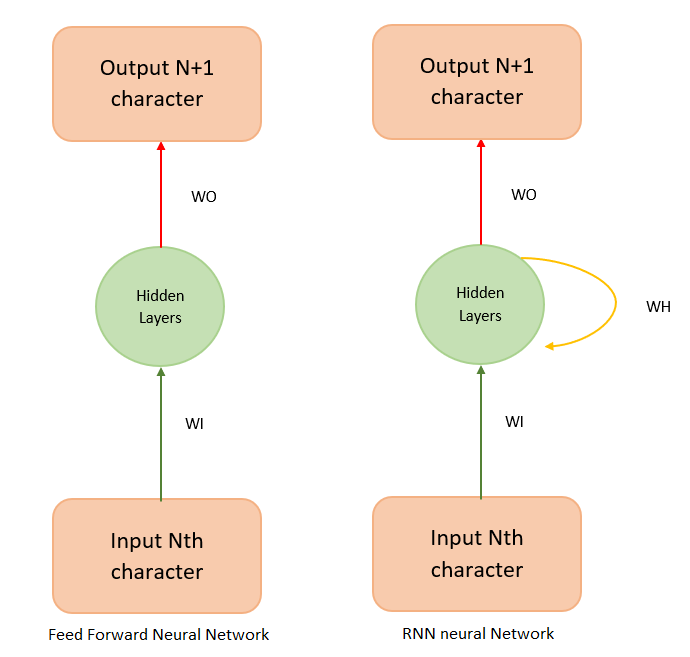 Output N+1
character
WO
Hidden
Layers
WI
Input Nth
character
Feed Forward Neural Network
Output N+1
character
WO
Hidden
Layers
WH
WI
Input Nth
character
RNN neural Network